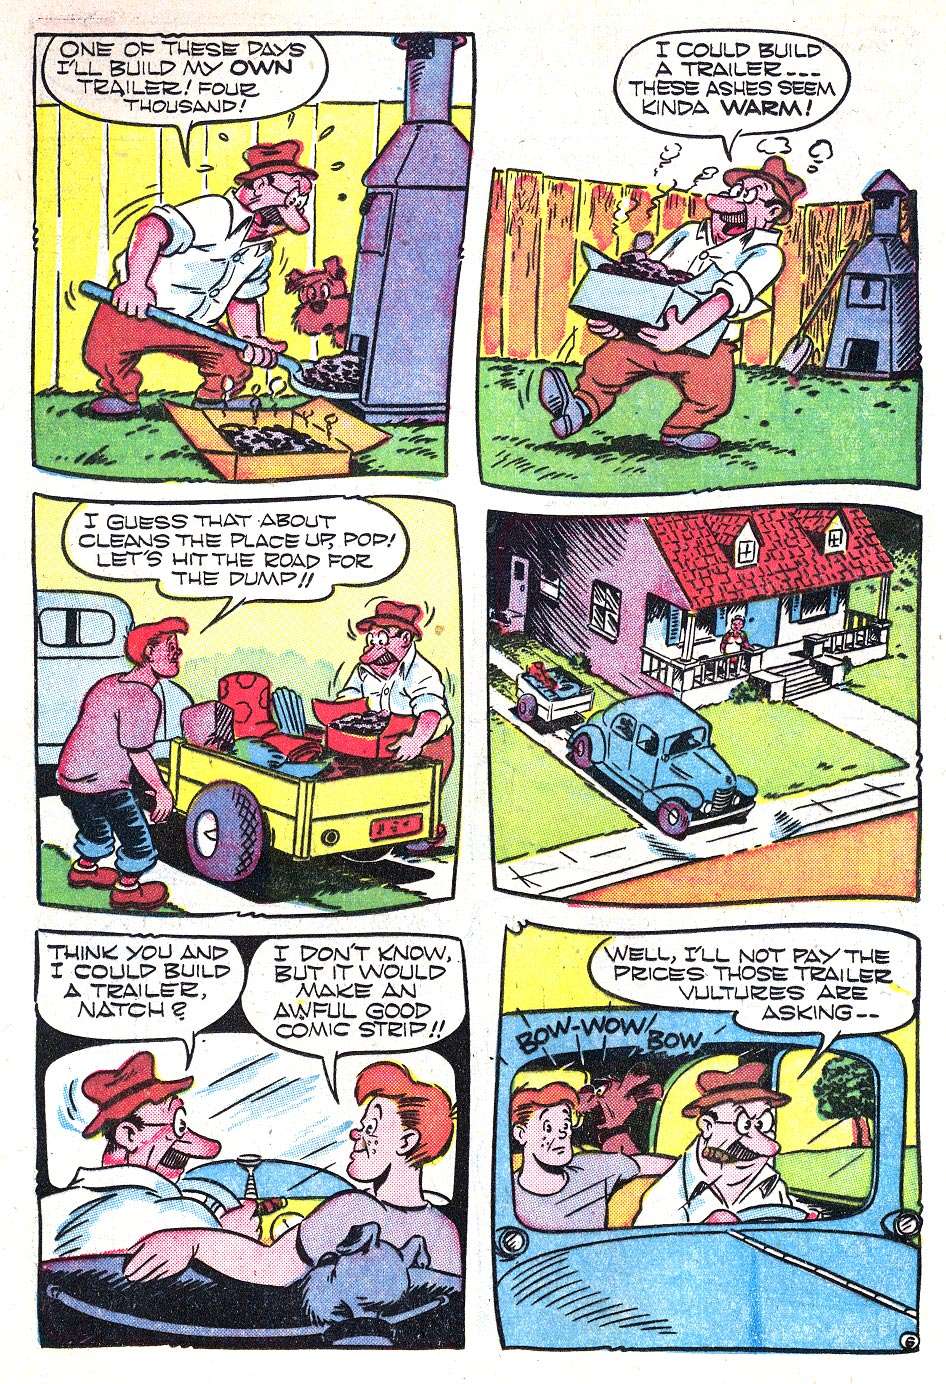 ONE OF THESE DAYS
I'LL BUILD MY OWN
TRAILER! FOUR
THOUSAND!
I COULD BUILD
A TRAILER---
THESE ASHES SEEM
KINDA WARM!
I GUESS THAT ABOUT
CLEANS THE PLACE UP, POP!
LET'S HIT THE ROAD FOR
THE DUMP!!
THINK YOU AND
I COULD BUILD
A TRAILER,
NATCH?
I DON'T KNOW,
BUT IT WOULD
MAKE AN
AWFUL GOOD
COMIC STRIP!!
WELL, I'LL NOT PAY THE
PRICES THOSE TRAILER
VULTURES ARE
ASKING--
BOW-WOW/
BOW
6